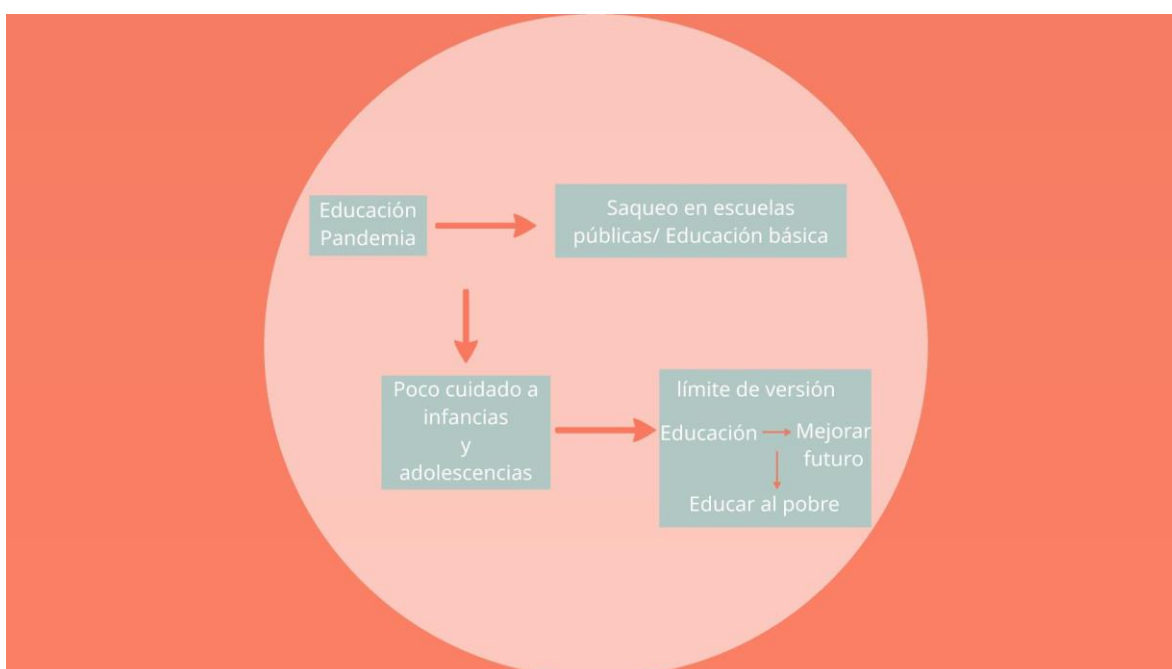 Educación
Pandemia
Saqueo en escuelas
públicas/ Educación básica
Poco cuidado a
infancias
y
adolescencias
límite de versión
Educación
Mejorar
futuro
Educar al pobre